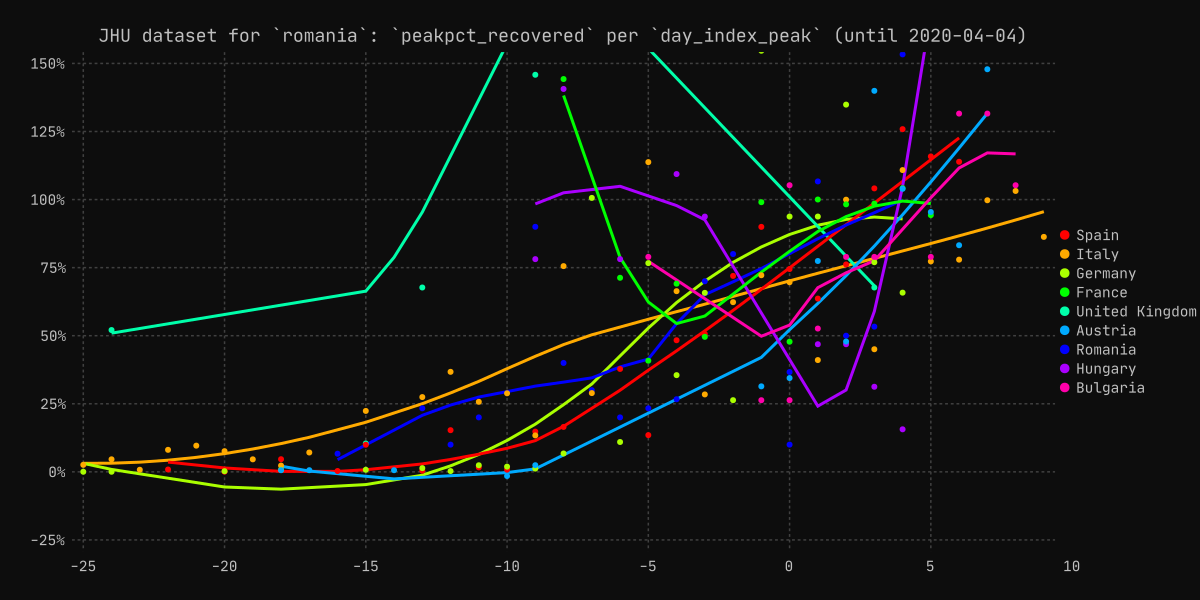 JHU dataset for `romania`: `peakpct_recovered` per `day_index_peak` (until 2020-04-04)
150%
125%
100%
75%
50%
25%
0%
−25%
−25 −20 −15 −10 −5 0 5 10
Spain
Italy
Germany
France
United Kingdom
Austria
Romania
Hungary
Bulgaria